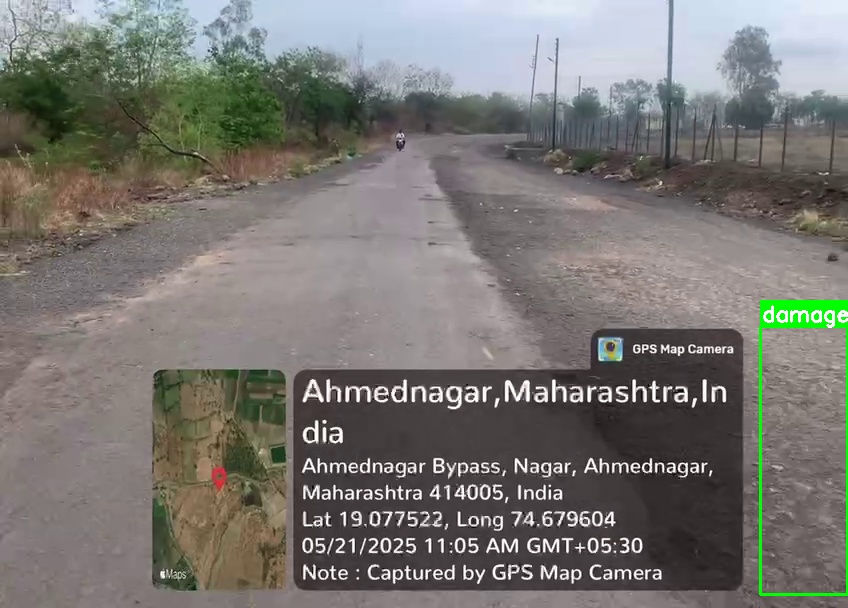 damage
GPS Map Camera
Ahmednagar,Maharashtra,In
dia
Ahmednagar Bypass, Nagar, Ahmednagar,
Maharashtra 414005, India
Lat 19.077522, Long 74.679604
05/21/2025 11:05 AM GMT+05:30
Note : Captured by GPS Map Camera
Maps